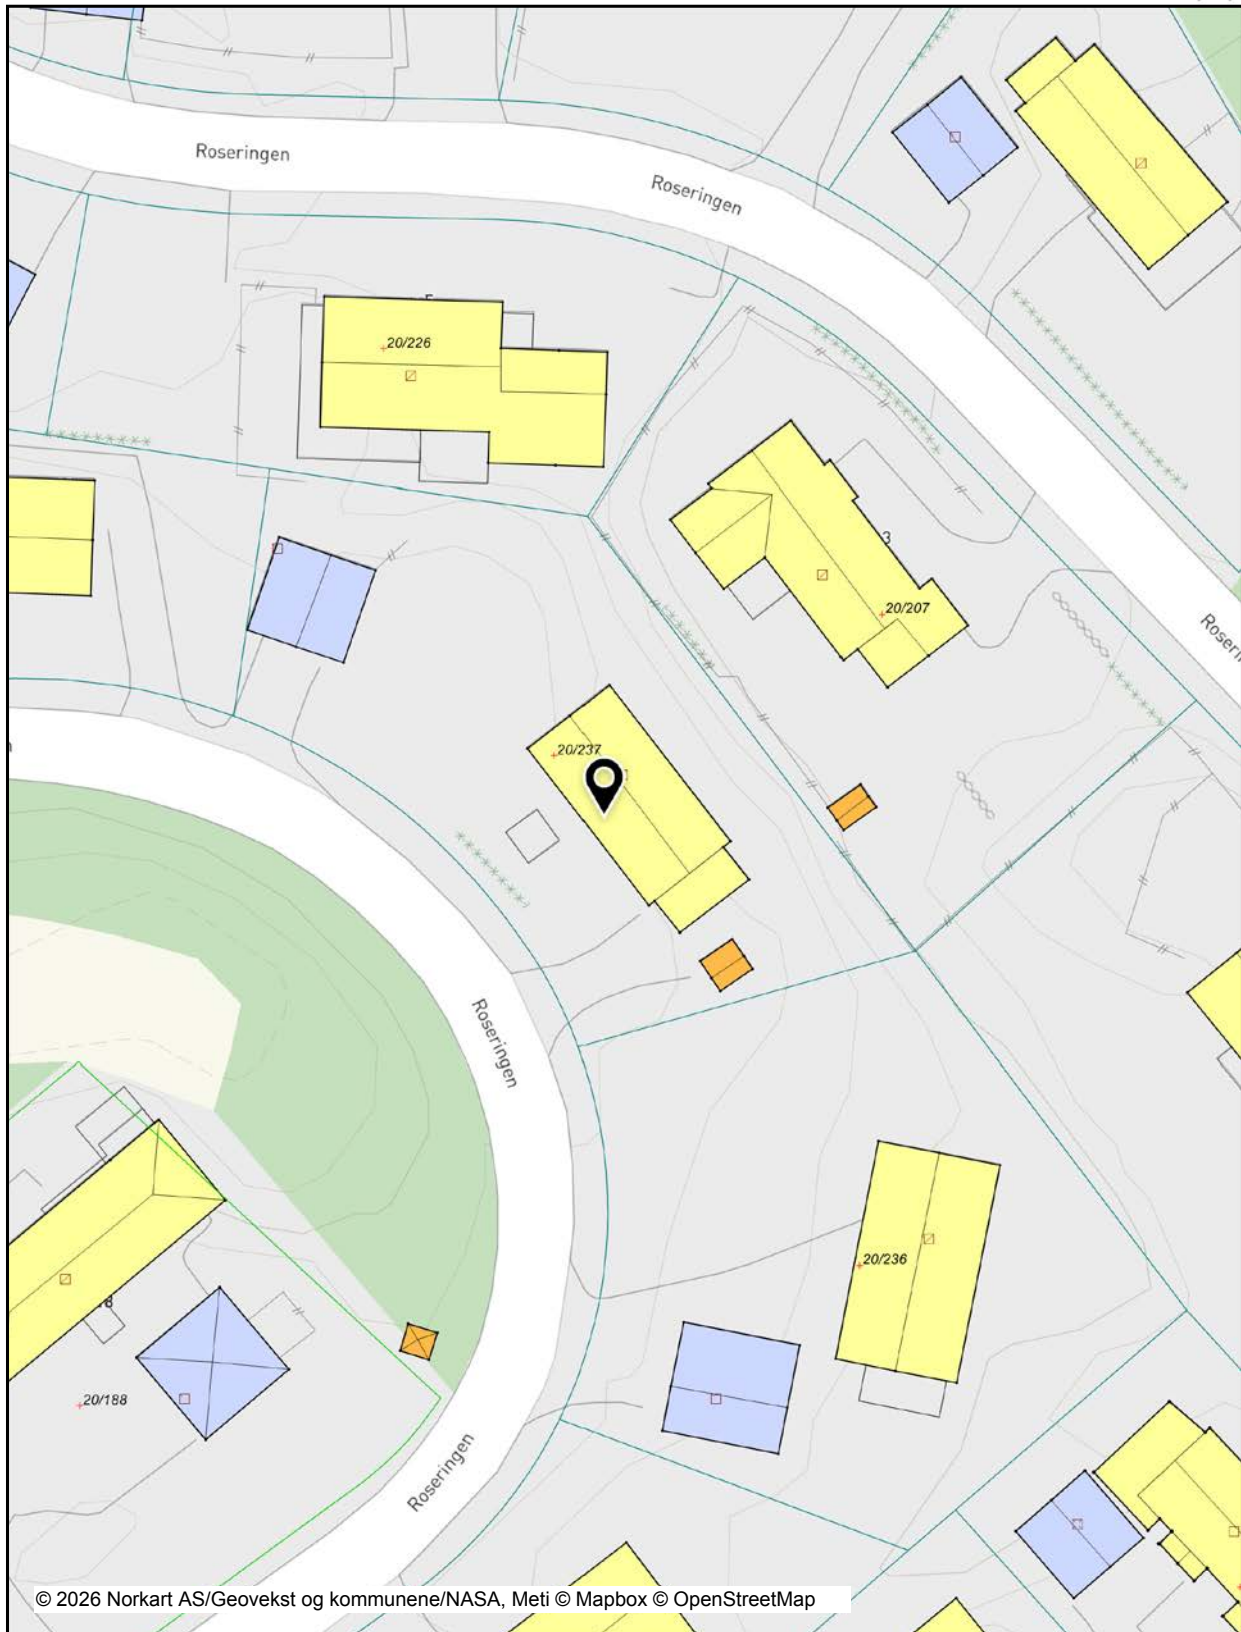 Roseringen
Roseringen
20/226
3
20/207
20/237
Roseringen
20/236
20/188
Roseringen
© 2026 Norkart AS/Geovekst og kommunene/NASA, Meti © Mapbox © OpenStreetMap